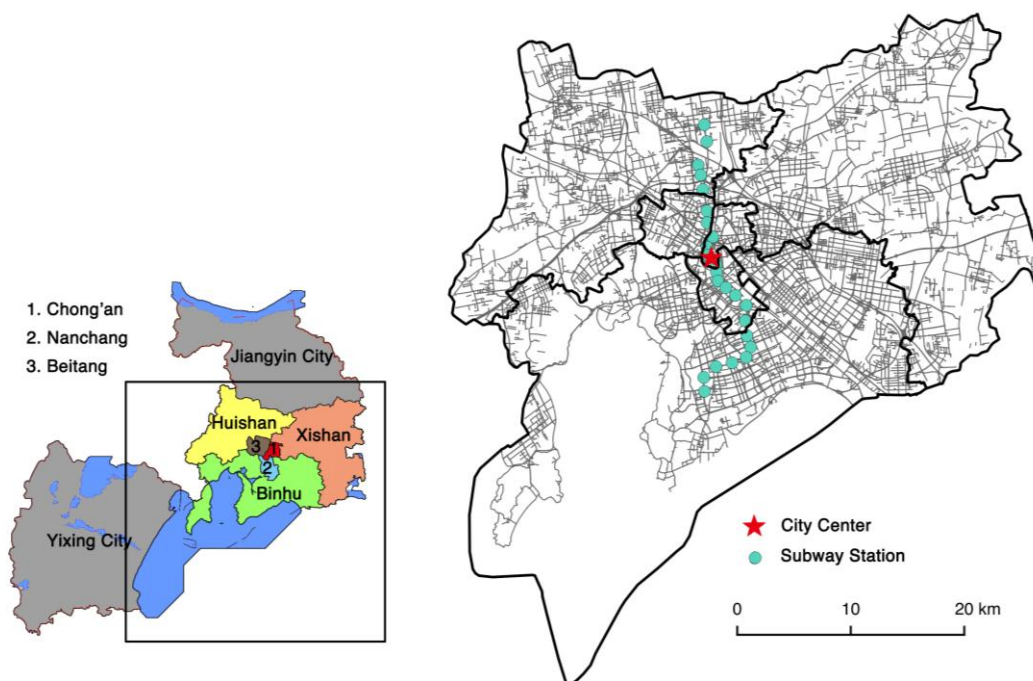 1. Chong'an
2. Nanchang
3. Beitang
Jiangyin City
Huishan
Xishan
3
1
2
Binhu
Yixing City
City Center
Subway Station
0 10 20 km